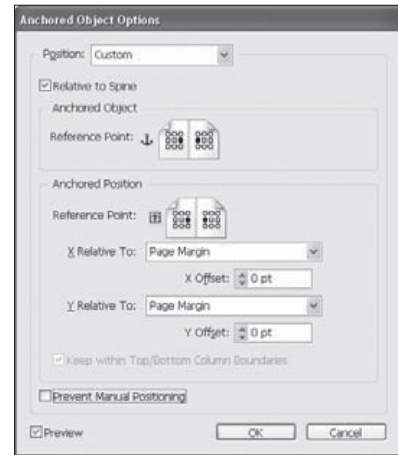 Anchored Object Options
Position: Custom
Relative to Spine
Anchored Object
Reference Point:
Anchored Position
Reference Point:
X Relative To: Page Margin
X Offset: 0 pt
Y Relative To: Page Margin
Y Offset: 0 pt
Keep within Top/Bottom Column Boundaries
Prevent Manual Positioning
Preview OK Cancel